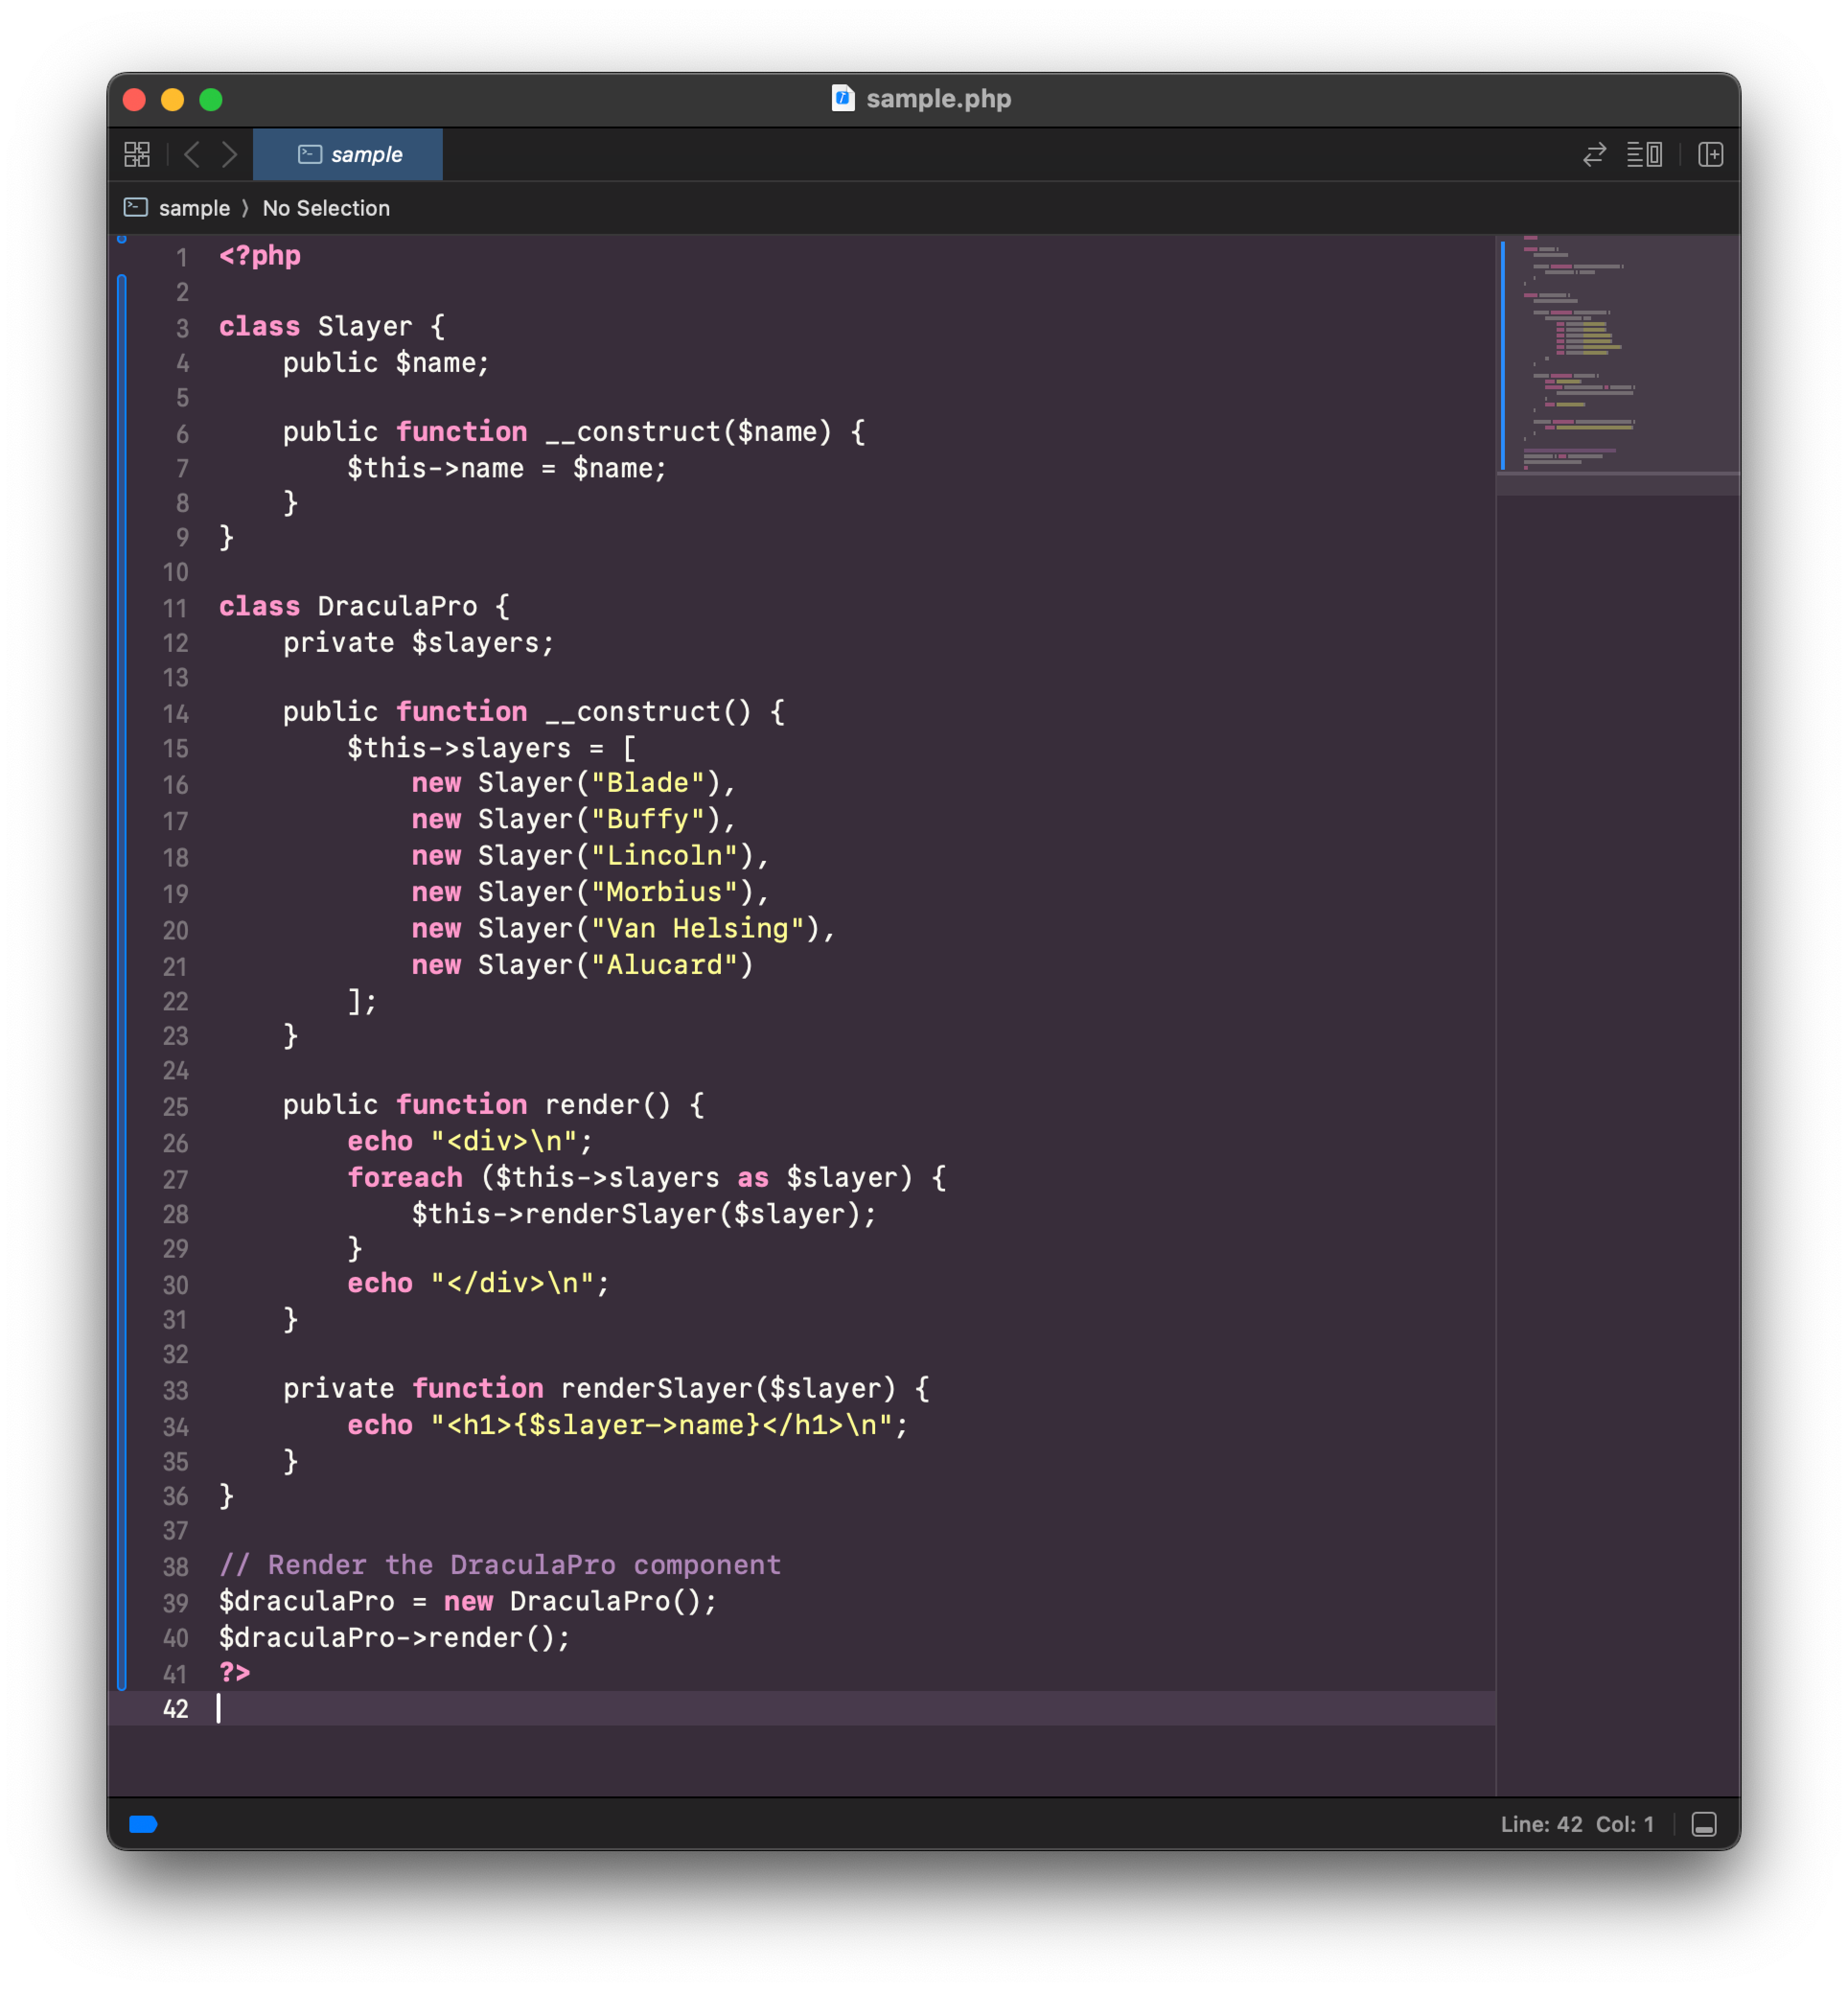 sample.php
sample
sample 〉 No Selection
1 <?php
2
3 class Slayer {
4     public $name;
5
6     public function __construct($name) {
7         $this->name = $name;
8     }
9 }
10
11 class DraculaPro {
12     private $slayers;
13
14     public function __construct() {
15         $this->slayers = [
16             new Slayer("Blade"),
17             new Slayer("Buffy"),
18             new Slayer("Lincoln"),
19             new Slayer("Morbius"),
20             new Slayer("Van Helsing"),
21             new Slayer("Alucard")
22         ];
23     }
24
25     public function render() {
26         echo "<div>\n";
27         foreach ($this->slayers as $slayer) {
28             $this->renderSlayer($slayer);
29         }
30         echo "</div>\n";
31     }
32
33     private function renderSlayer($slayer) {
34         echo "<h1>{$slayer->name}</h1>\n";
35     }
36 }
37
38 // Render the DraculaPro component
39 $draculaPro = new DraculaPro();
40 $draculaPro->render();
41 ?>
42
Line: 42 Col: 1